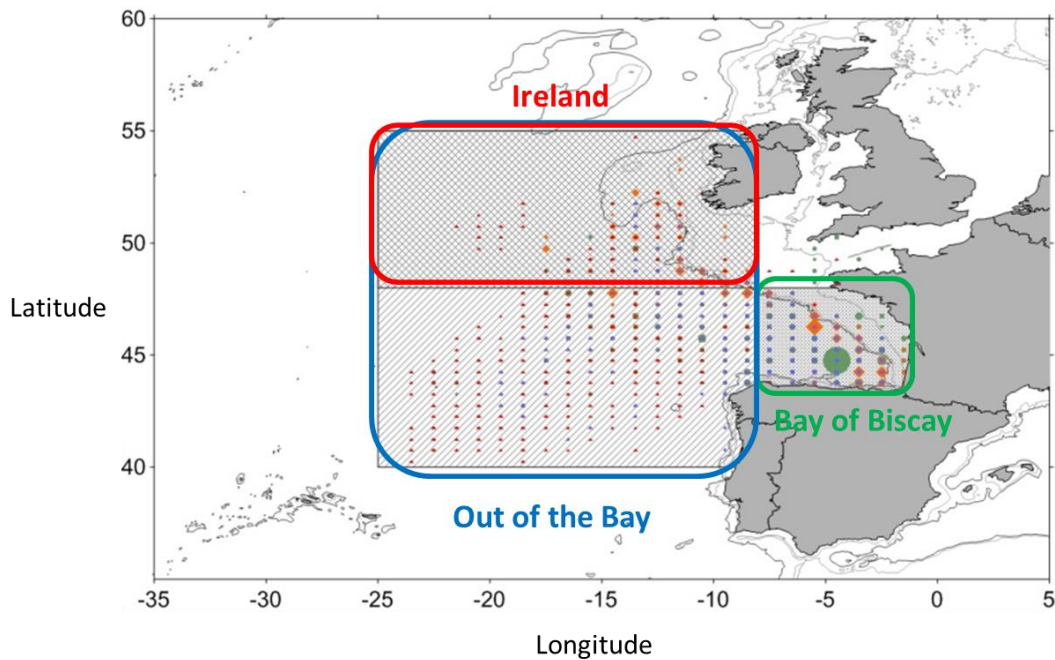 60
Ireland
55
50
Latitude
45
Bay of Biscay
40
Out of the Bay
-35 -30 -25 -20 -15 -10 -5 0 5
Longitude